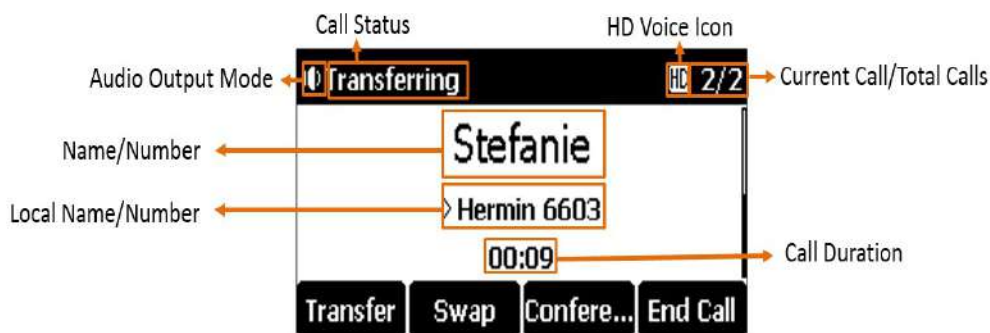 Call Status
HD Voice Icon
Audio Output Mode
Transferring
HD 2/2
Current Call/Total Calls
Name/Number
Stefanie
Local Name/Number
Hermin 6603
00:09
Call Duration
Transfer Swap Confere... End Call